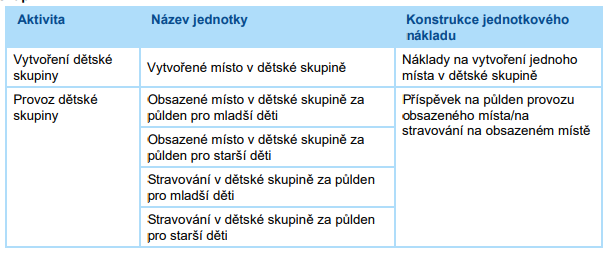 Aktivita
Název jednotky
Konstrukce jednotkového
nákladu
Vytvoření dětské
skupiny
Vytvořené místo v dětské skupině
Náklady na vytvoření jednoho
místa v dětské skupině
Provoz dětské
skupiny
Obsazené místo v dětské skupině za
půlden pro mladší děti
Obsazené místo v dětské skupině za
půlden pro starší děti
Stravování v dětské skupině za půlden
pro mladší děti
Stravování v dětské skupině za půlden
pro starší děti
Příspěvek na půlden provozu
obsazeného místa/na
stravování na obsazeném místě